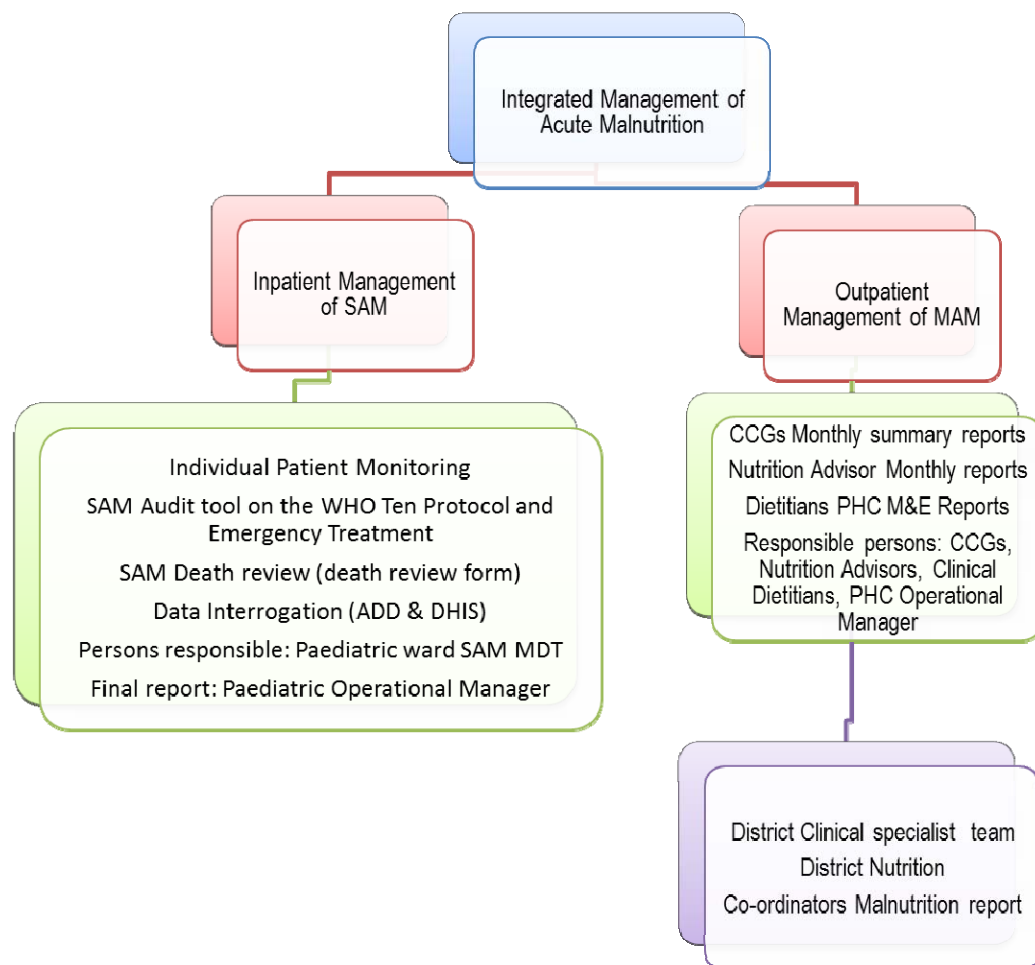 Integrated Management of
Acute Malnutrition
Inpatient Management
of SAM
Outpatient
Management of MAM
Individual Patient Monitoring
SAM Audit tool on the WHO Ten Protocol and
Emergency Treatment
SAM Death review (death review form)
Data Interrogation (ADD & DHIS)
Persons responsible: Paediatric ward SAM MDT
Final report: Paediatric Operational Manager
CCGs Monthly summary reports
Nutrition Advisor Monthly reports
Dietitians PHC M&E Reports
Responsible persons: CCGs,
Nutrition Advisors, Clinical
Dietitians, PHC Operational
Manager
District Clinical specialist team
District Nutrition
Co-ordinators Malnutrition report